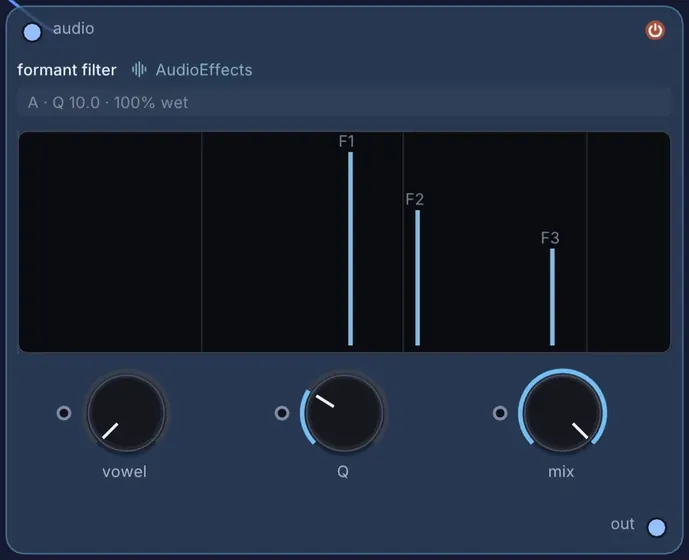 audio
formant filter AudioEffects
A · Q 10.0 · 100% wet
F1
F2
F3
vowel Q mix
out